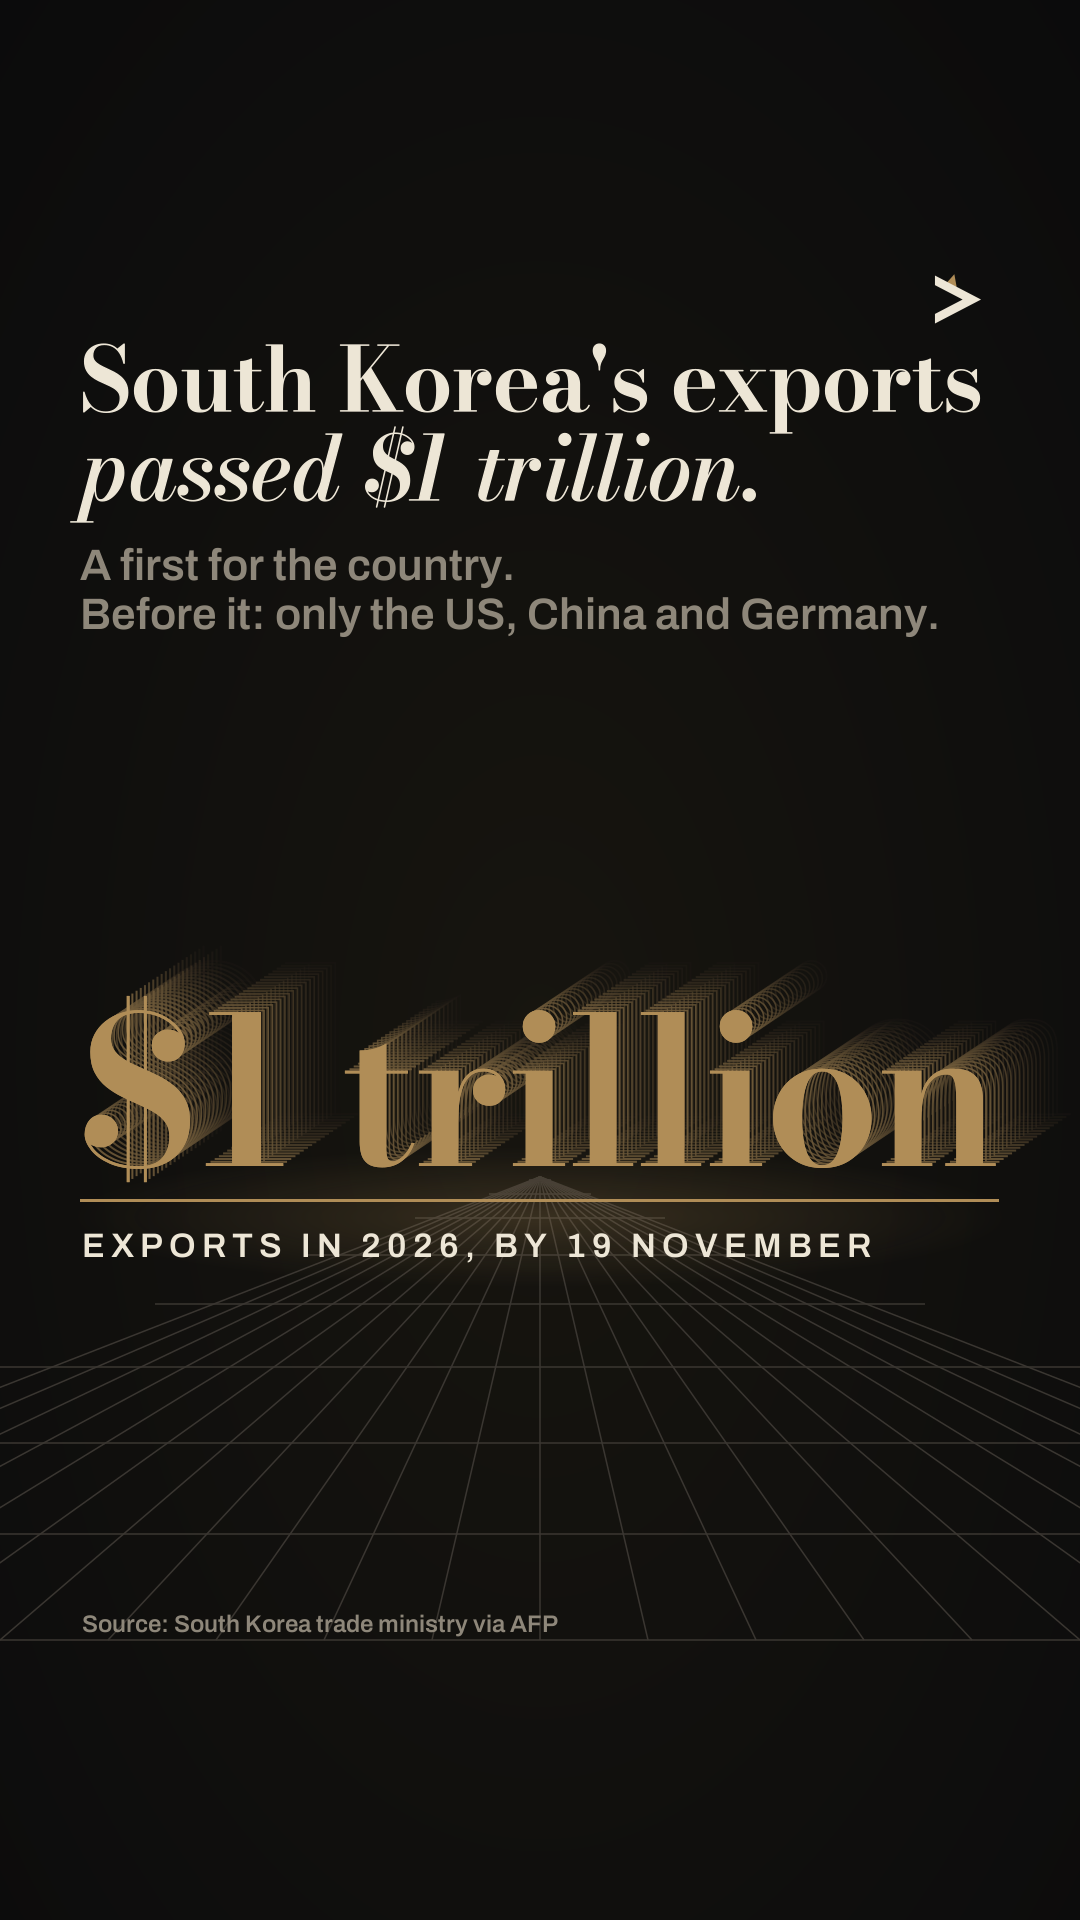 South Korea's exports
passed $1 trillion.
A first for the country.
Before it: only the US, China and Germany.
$1 trillion
EXPORTS IN 2026, BY 19 NOVEMBER
Source: South Korea trade ministry via AFP